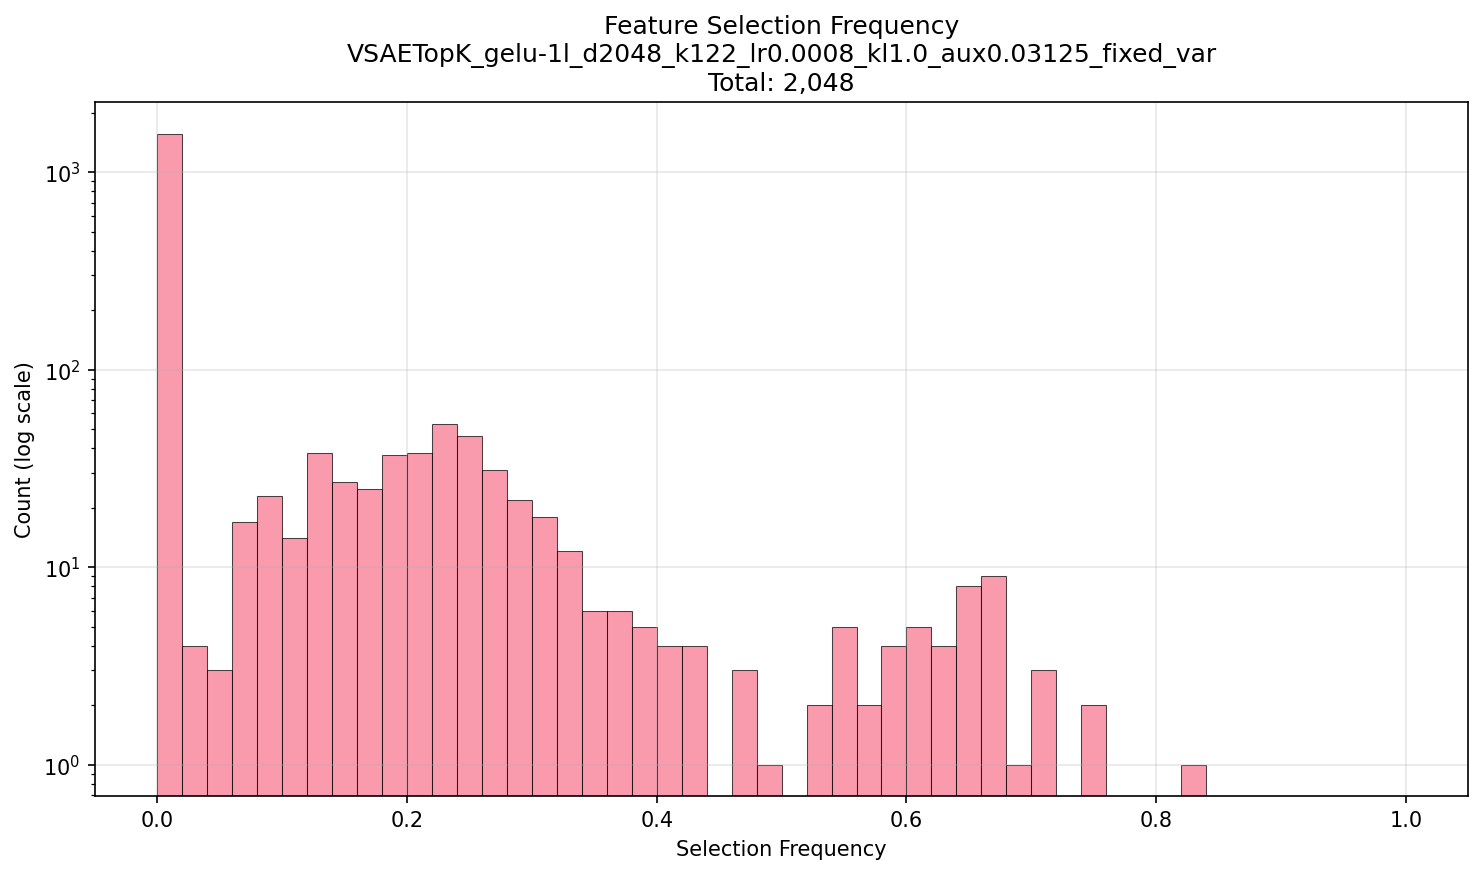 Feature Selection Frequency
VSAETopK_gelu-1l_d2048_k122_lr0.0008_kl1.0_aux0.03125_fixed_var
Total: 2,048
Count (log scale)
10³
10²
10¹
10⁰
0.0 0.2 0.4 0.6 0.8 1.0
Selection Frequency